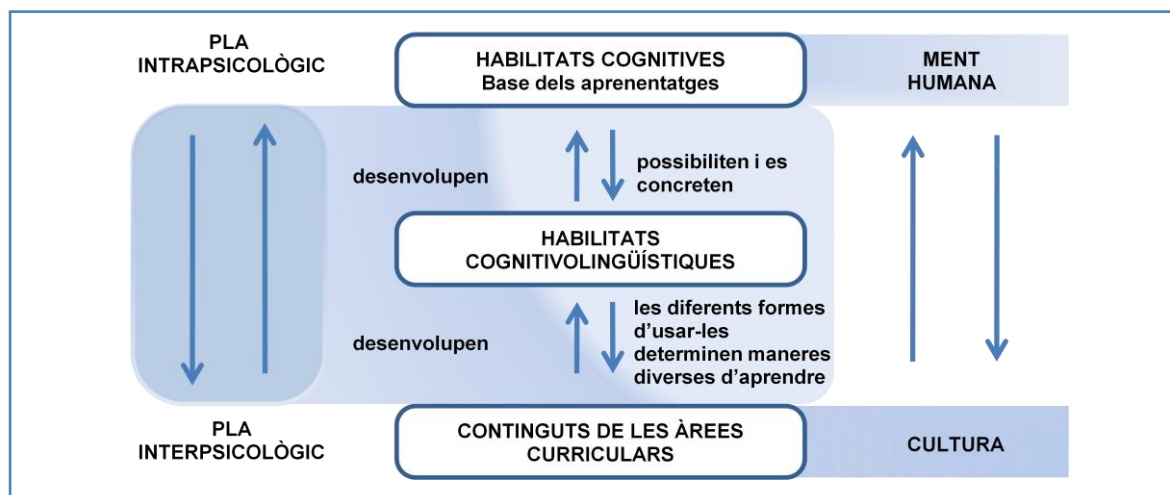 PLA
INTRAPSICOLÒGIC
HABILITATS COGNITIVES
Base dels aprenentatges
MENT
HUMANA
desenvolupen
possibiliten i es
concreten
HABILITATS
COGNITIVOLINGÜÍSTIQUES
desenvolupen
les diferents formes
d’usar-les
determinen maneres
diverses d’aprendre
PLA
INTERPSICOLÒGIC
CONTINGUTS DE LES ÀREES
CURRICULARS
CULTURA